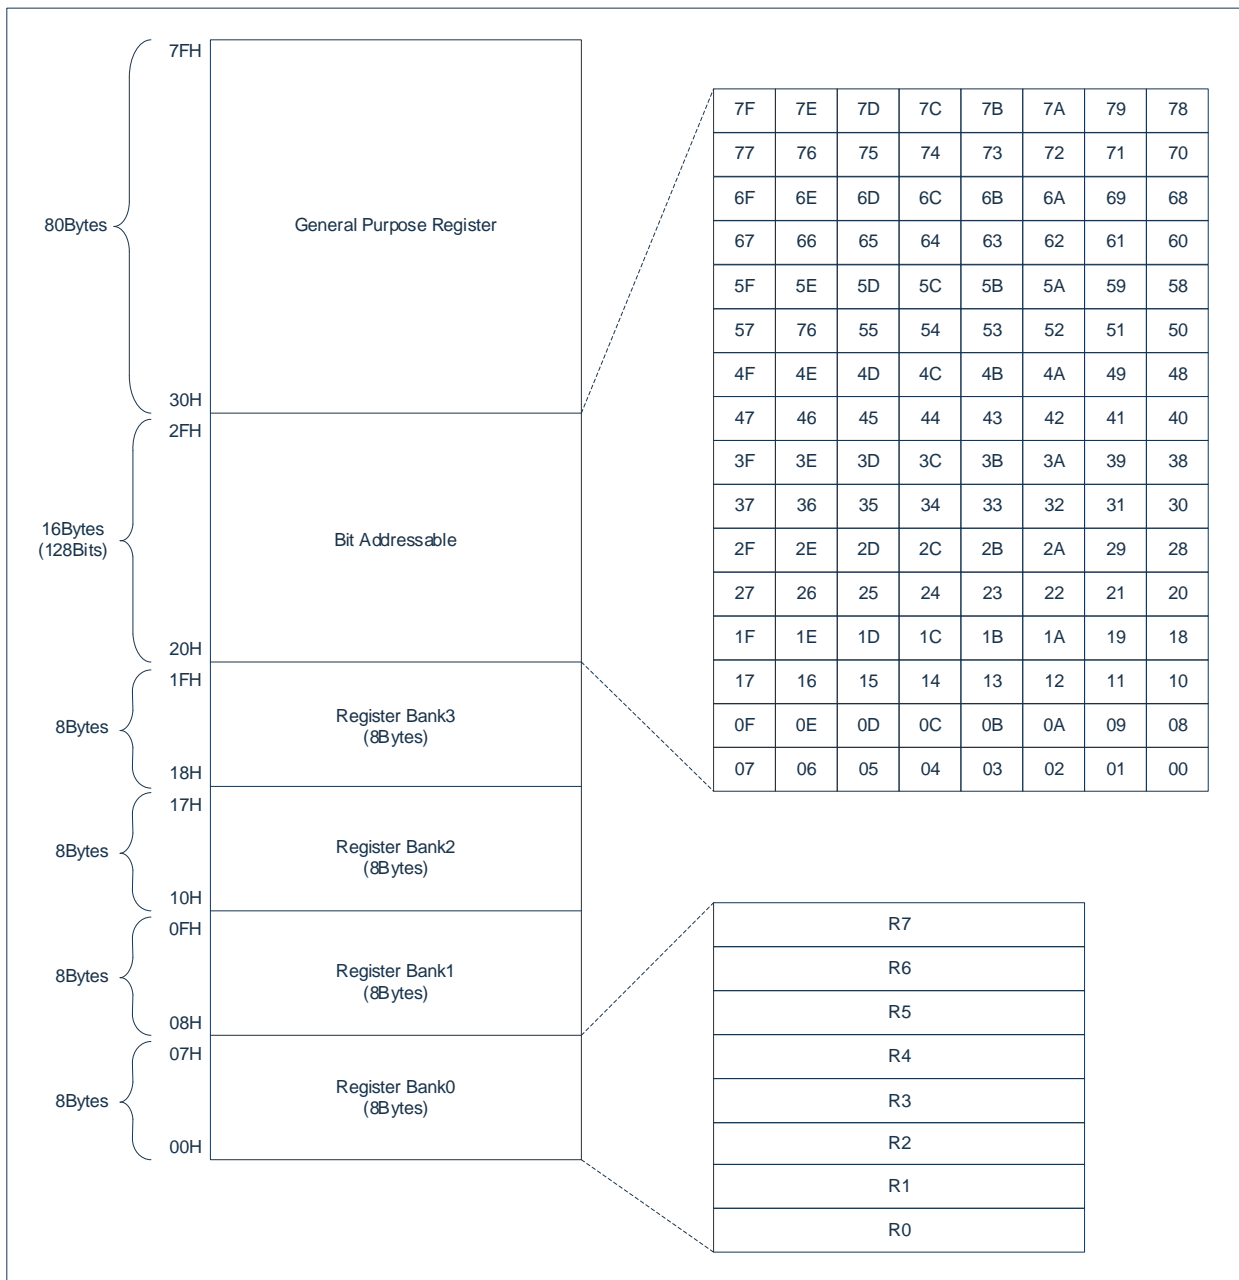 7FH
80Bytes
General Purpose Register
30H
2FH
16Bytes
(128Bits)
Bit Addressable
20H
1FH
8Bytes
Register Bank3
(8Bytes)
18H
17H
8Bytes
Register Bank2
(8Bytes)
10H
0FH
8Bytes
Register Bank1
(8Bytes)
08H
07H
8Bytes
Register Bank0
(8Bytes)
00H
7F 7E 7D 7C 7B 7A 79 78
77 76 75 74 73 72 71 70
6F 6E 6D 6C 6B 6A 69 68
67 66 65 64 63 62 61 60
5F 5E 5D 5C 5B 5A 59 58
57 76 55 54 53 52 51 50
4F 4E 4D 4C 4B 4A 49 48
47 46 45 44 43 42 41 40
3F 3E 3D 3C 3B 3A 39 38
37 36 35 34 33 32 31 30
2F 2E 2D 2C 2B 2A 29 28
27 26 25 24 23 22 21 20
1F 1E 1D 1C 1B 1A 19 18
17 16 15 14 13 12 11 10
0F 0E 0D 0C 0B 0A 09 08
07 06 05 04 03 02 01 00
R7
R6
R5
R4
R3
R2
R1
R0